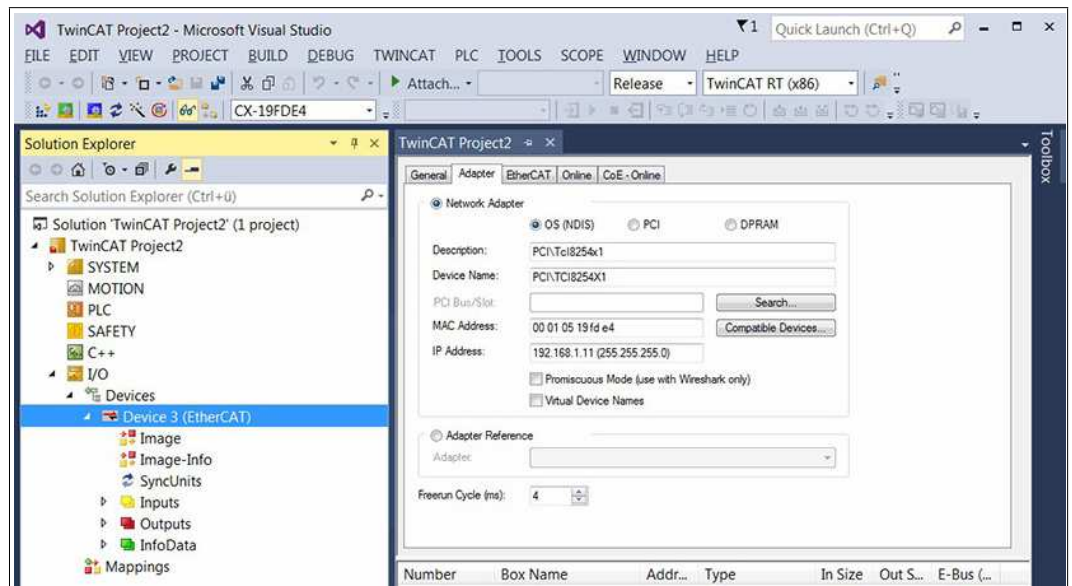 TwinCAT Project2 - Microsoft Visual Studio
1
Quick Launch (Ctrl+Q)
FILE EDIT VIEW PROJECT BUILD DEBUG TWINCAT PLC TOOLS SCOPE WINDOW HELP
Attach...
Release
TwinCAT RT (x86)
CX-19FDE4
Solution Explorer
Search Solution Explorer (Ctrl+ü)
Solution 'TwinCAT Project2' (1 project)
TwinCAT Project2
SYSTEM
MOTION
PLC
SAFETY
C++
I/O
Devices
Device 3 (EtherCAT)
Image
Image-Info
SyncUnits
Inputs
Outputs
InfoData
Mappings
TwinCAT Project2
General Adapter EtherCAT Online CoE - Online
Network Adapter
OS (NDIS) PCI DPRAM
Description: PCI\TcI8254x1
Device Name: PCI\TCI8254X1
PCI Bus/Slot: Search...
MAC Address: 00 01 05 19 fd e4 Compatible Devices...
IP Address: 192.168.1.11 (255.255.255.0)
Promiscuous Mode (use with Wireshark only)
Virtual Device Names
Adapter Reference
Adapter:
Freerun Cycle (ms): 4
Number Box Name Addr... Type In Size Out S... E-Bus (...
Toolbox